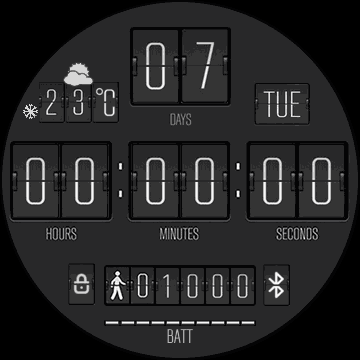 07
DAYS
23°C
TUE
00 : 00 : 00
HOURS MINUTES SECONDS
01000
BATT